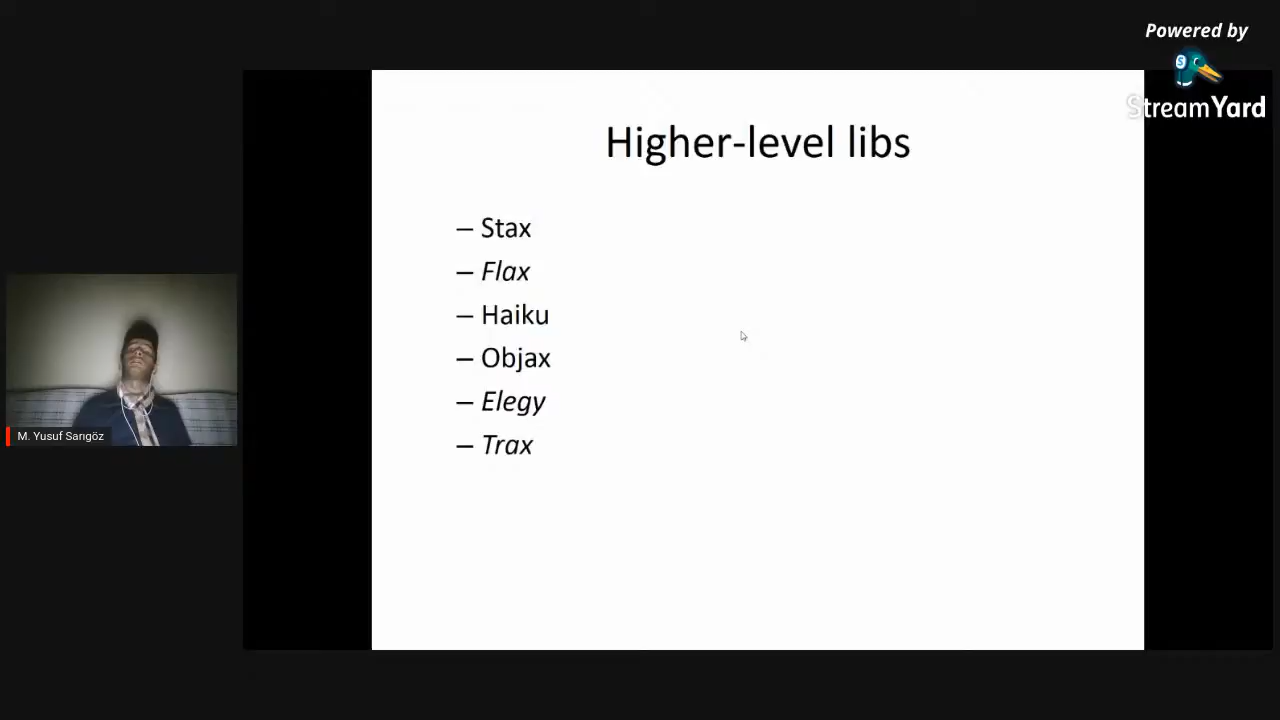 Powered by
StreamYard
Higher-level libs
– Stax
– Flax
– Haiku
– Objax
– Elegy
– Trax
M. Yusuf Sarıgöz